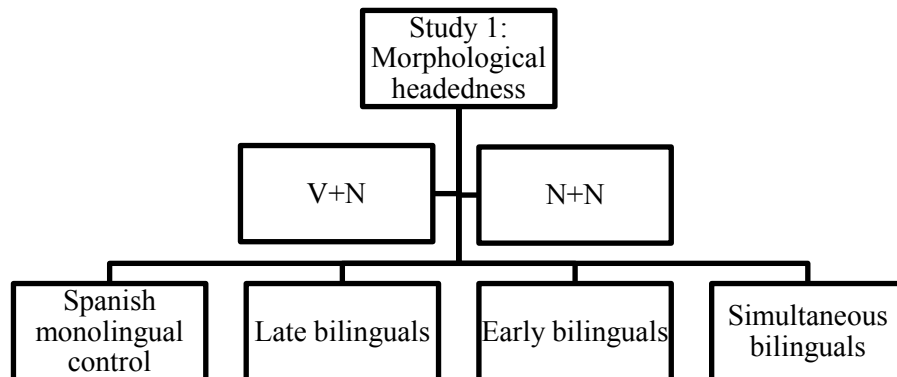 Study 1:
Morphological
headedness
V+N
N+N
Spanish
monolingual
control
Late bilinguals
Early bilinguals
Simultaneous
bilinguals